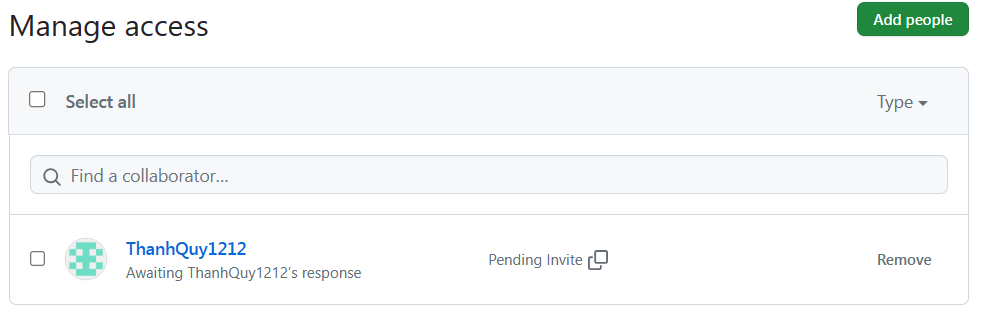 Manage access
Add people
Select all
Type
Find a collaborator...
ThanhQuy1212
Awaiting ThanhQuy1212's response
Pending Invite
Remove